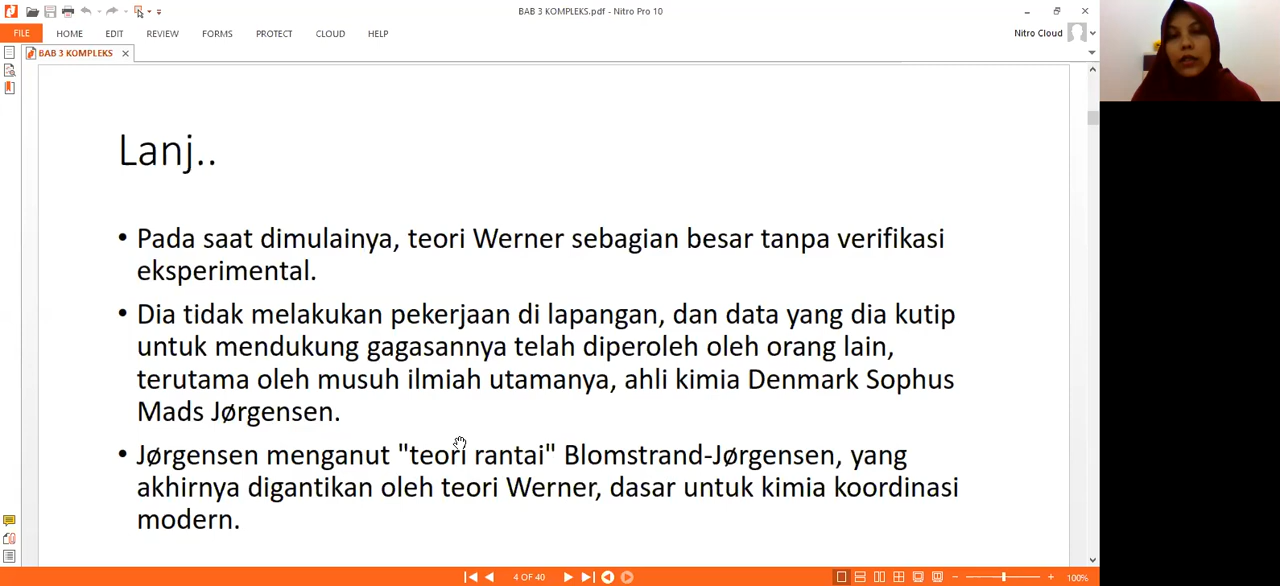 BAB 3 KOMPLEKS.pdf - Nitro Pro 10
FILE HOME EDIT REVIEW FORMS PROTECT CLOUD HELP
Nitro Cloud
BAB 3 KOMPLEKS
Lanj..
• Pada saat dimulainya, teori Werner sebagian besar tanpa verifikasi
eksperimental.
• Dia tidak melakukan pekerjaan di lapangan, dan data yang dia kutip
untuk mendukung gagasannya telah diperoleh oleh orang lain,
terutama oleh musuh ilmiah utamanya, ahli kimia Denmark Sophus
Mads Jørgensen.
• Jørgensen menganut "teori rantai" Blomstrand-Jørgensen, yang
akhirnya digantikan oleh teori Werner, dasar untuk kimia koordinasi
modern.
4 OF 40
100%